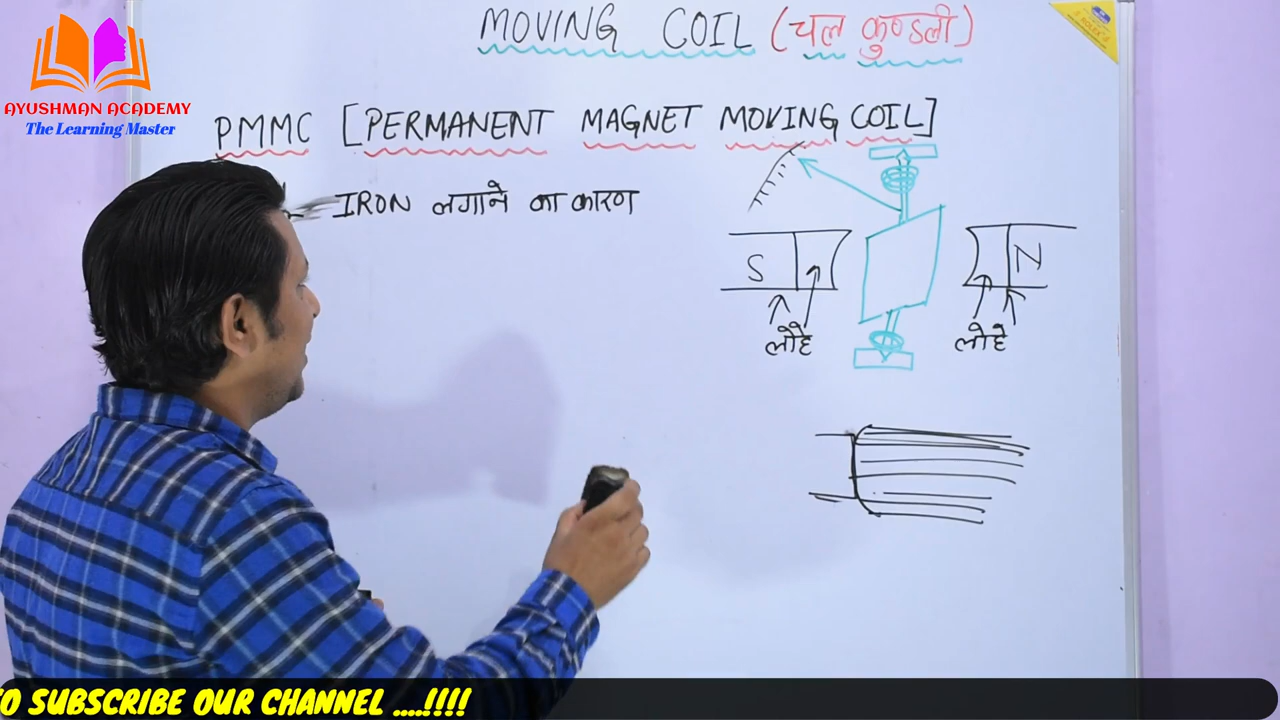 MOVING COIL (चल कुण्डली)
AYUSHMAN ACADEMY
The Learning Master
PMMC [PERMANENT MAGNET MOVING COIL]
IRON लगाने का कारण
S
N
लोहे
लोहे
TO SUBSCRIBE OUR CHANNEL ....!!!!